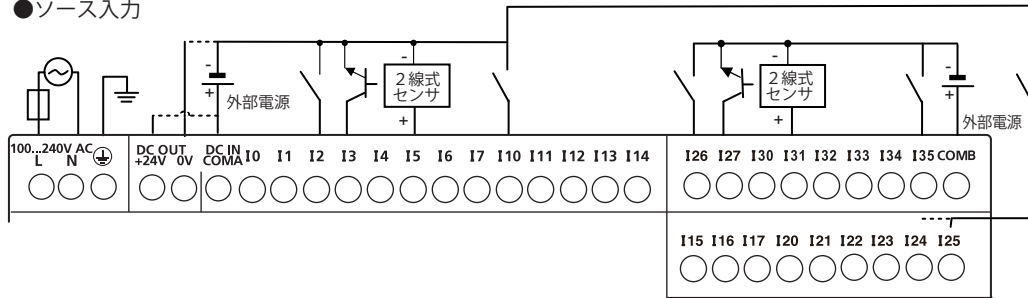 ●ソース入力
-
+
外部電源
-
2線式
センサ
+
-
2線式
センサ
+
-
+
外部電源
100...240V AC
L N
DC OUT
+24V 0V
DC IN
COMA
I0 I1 I2 I3 I4 I5 I6 I7 I10 I11 I12 I13 I14
I26 I27 I30 I31 I32 I33 I34 I35 COMB
I15 I16 I17 I20 I21 I22 I23 I24 I25